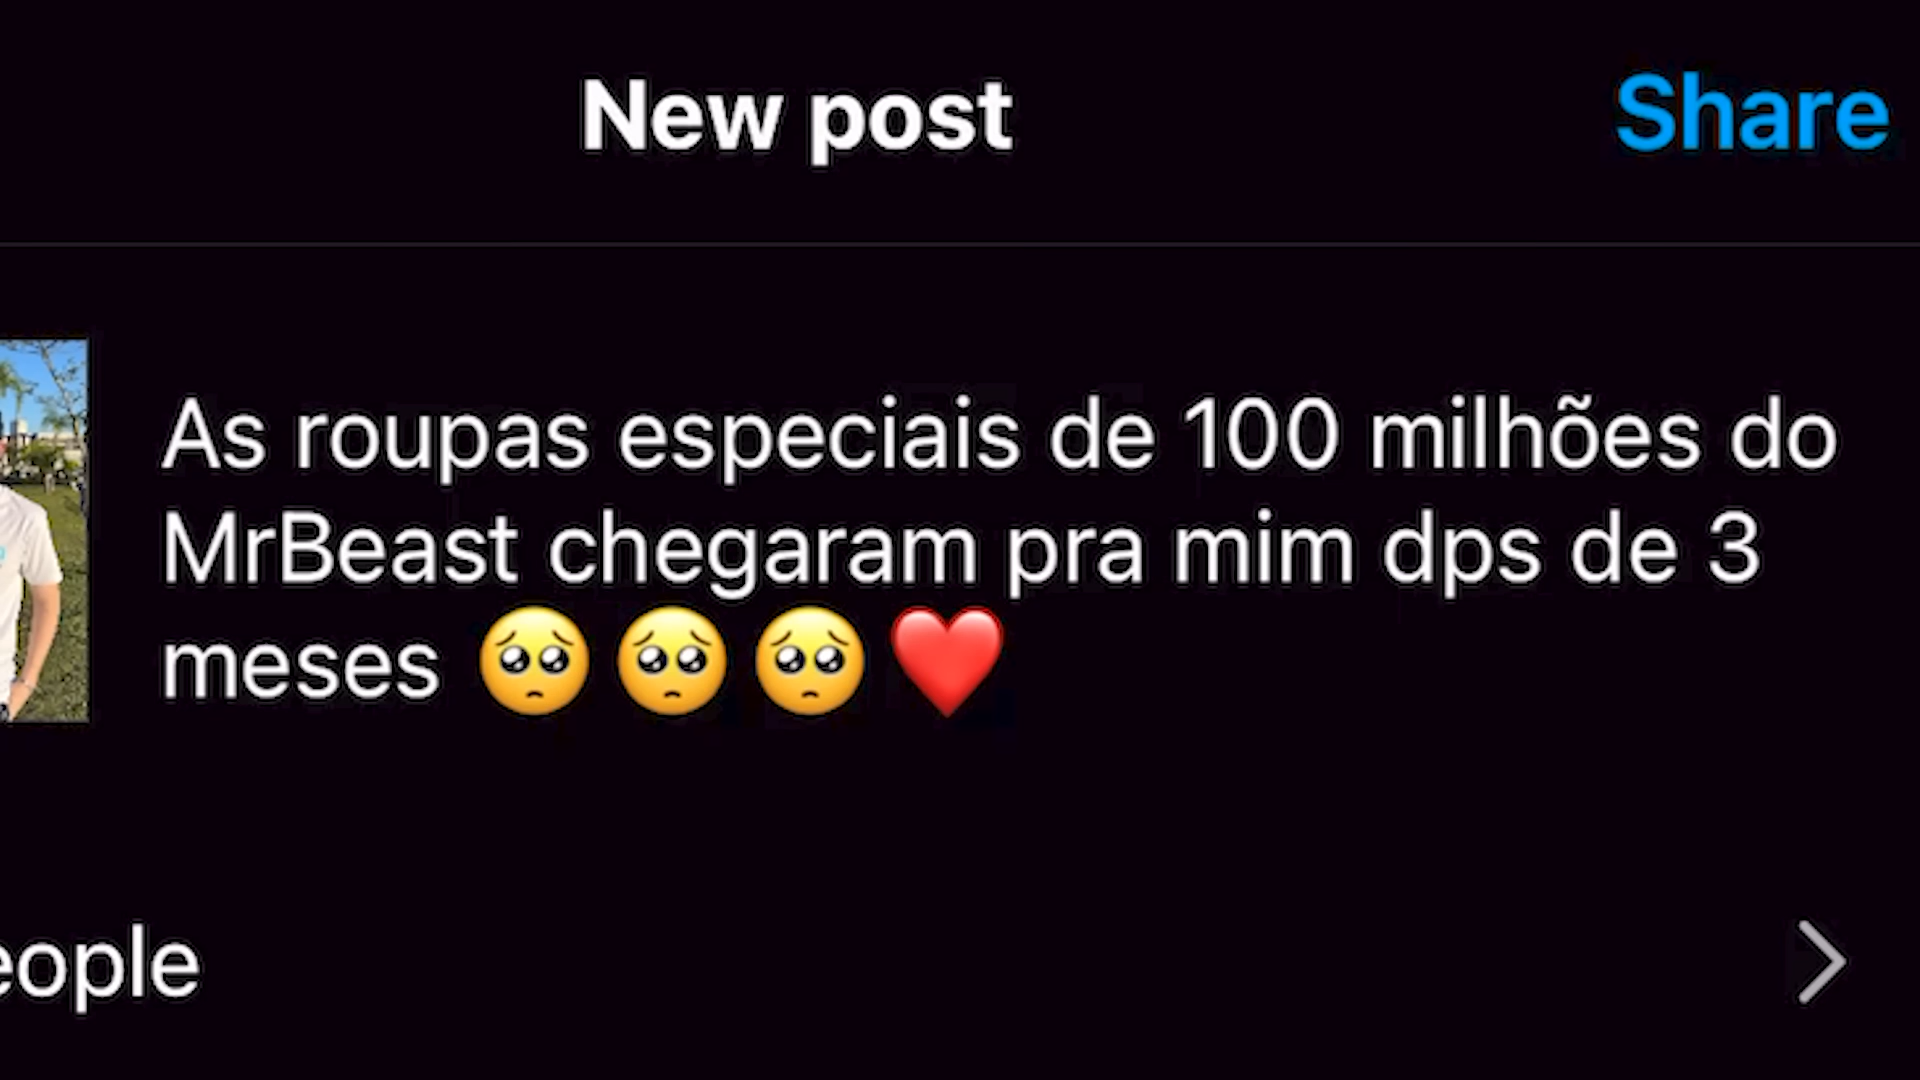 New post
Share
As roupas especiais de 100 milhões do
MrBeast chegaram pra mim dps de 3
meses 🥺🥺🥺❤️
eople